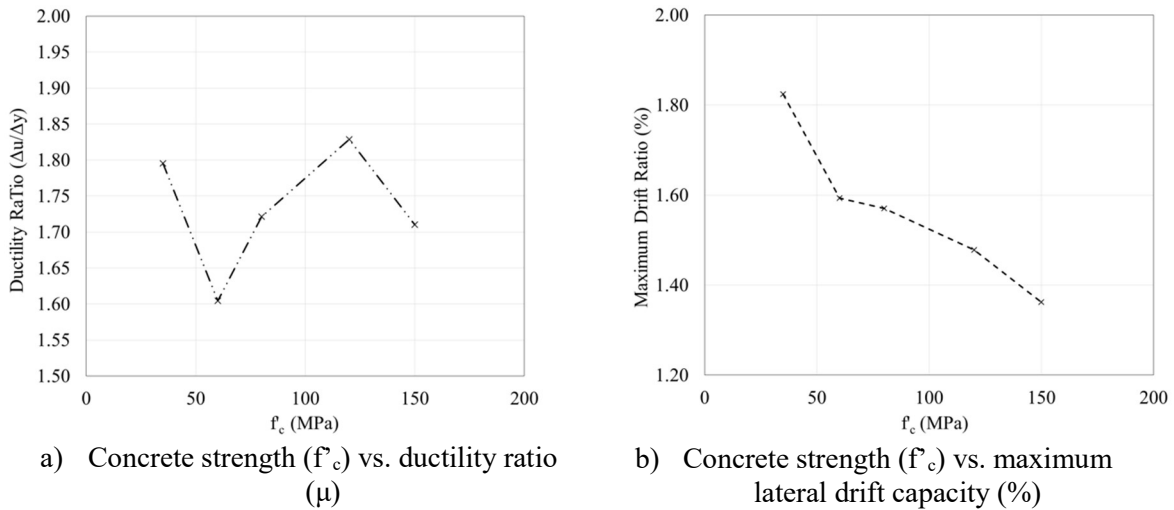 2.00
1.95
1.90
1.85
1.80
1.75
1.70
1.65
1.60
1.55
1.50
Ductility RaTio (Δu/Δy)
0 50 100 150 200
f'c (MPa)
a) Concrete strength (f'c) vs. ductility ratio
(μ)
2.00
1.80
1.60
1.40
1.20
Maximum Drift Ratio (%)
0 50 100 150 200
f'c (MPa)
b) Concrete strength (f'c) vs. maximum
lateral drift capacity (%)